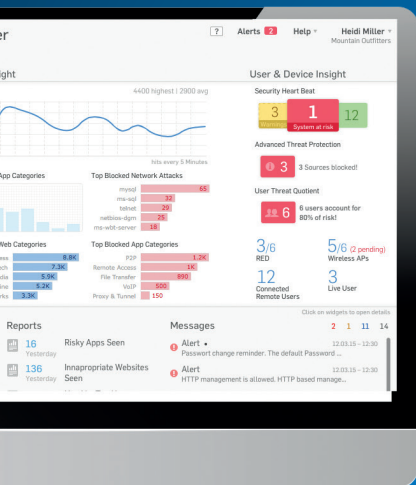 er
? Alerts 2 Help Heidi Miller
Mountain Outfitters
ight
User & Device Insight
4400 highest | 2900 avg
hits every 5 Minutes
Security Heart Beat
3
1
System at risk
12
Advanced Threat Protection
3 3 Sources blocked!
User Threat Quotient
6 6 users account for
80% of risk!
App Categories
Top Blocked Network Attacks
mysql 65
ms-sql 32
telnet 29
netbios-dgm 25
ms-wbt-server 18
Web Categories
ess 8.8K
ech 7.3K
dia 5.9K
ine 5.2K
rks 3.3K
Top Blocked App Categories
P2P 1.2K
Remote Access 1K
File Transfer 890
VoIP 500
Proxy & Tunnel 150
3/6
RED
5/6 (2 pending)
Wireless APs
12
Connected
Remote Users
3
Live User
Click on widgets to open details
Reports
16 Risky Apps Seen
Yesterday
136 Innapropriate Websites
Yesterday Seen
Messages 2 1 11 14
Alert • 12.03.15 - 12:30
Passwort change reminder. The default Password ...
Alert 12.03.15 - 12:30
HTTP management is allowed. HTTP based manage...